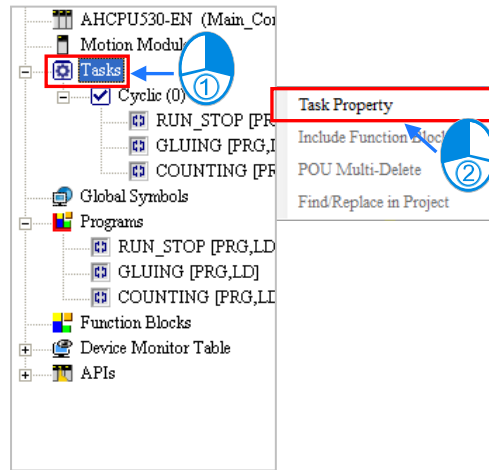 AHCPU530-EN (Main_Co
Motion Modul
Tasks
①
Cyclic (0)
RUN_STOP [PR
GLUING [PRG,L
COUNTING [PR
Global Symbols
Programs
RUN_STOP [PRG,LD
GLUING [PRG,LD]
COUNTING [PRG,LD
Function Blocks
Device Monitor Table
APIs
Task Property
Include Function Block
②
POU Multi-Delete
Find/Replace in Project